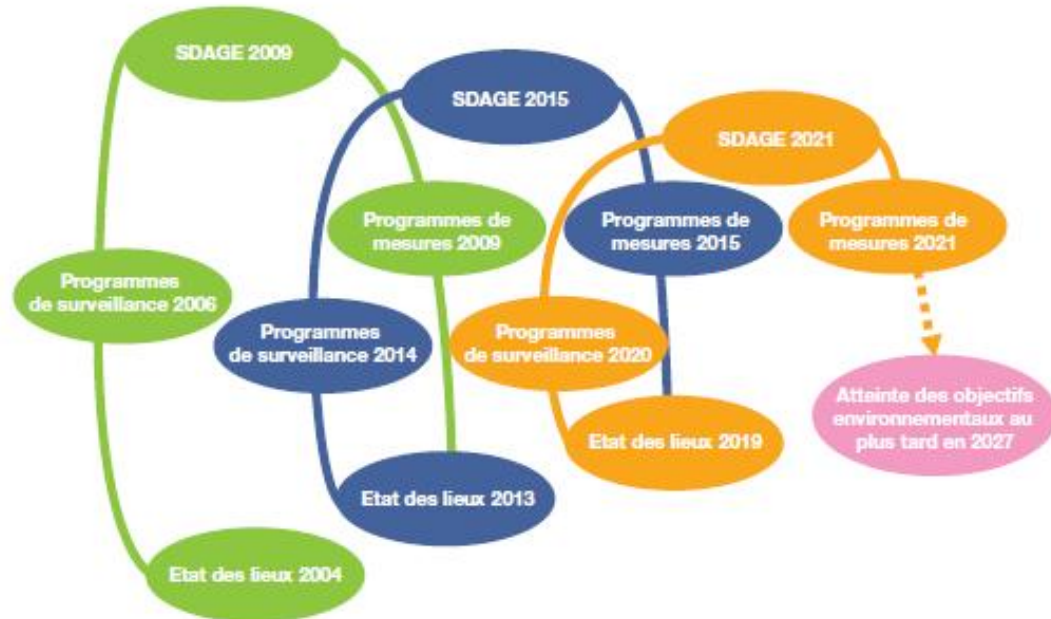 SDAGE 2009
SDAGE 2015
SDAGE 2021
Programmes de
mesures 2009
Programmes de
mesures 2015
Programmes de
mesures 2021
Programmes
de surveillance 2006
Programmes
de surveillance 2014
Programmes
de surveillance 2020
Atteinte des objectifs
environnementaux au
plus tard en 2027
Etat des lieux 2019
Etat des lieux 2013
Etat des lieux 2004